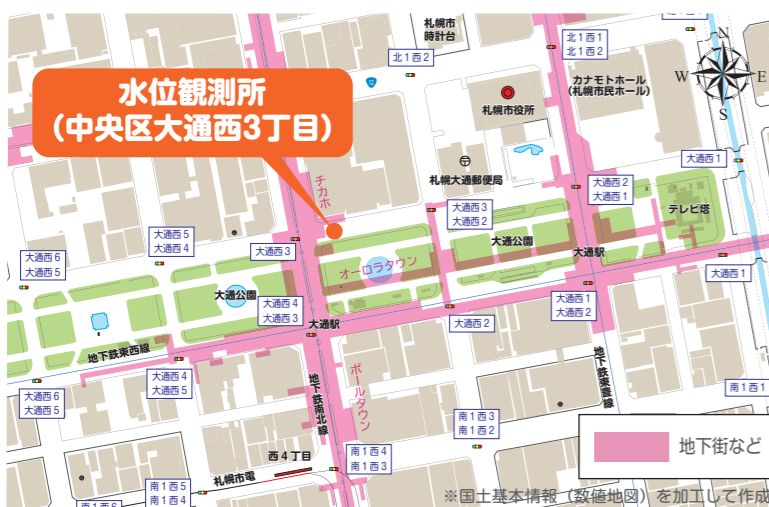 札幌市
時計台
北1西1
北1西2
N
W
E
S
北1西2
12
カナモトホール
(札幌市民ホール)
水位観測所
(中央区大通西3丁目)
札幌市役所
チカホ
札幌大通郵便局
大通西1
大通西2
大通西1
大通西3
大通西2
テレビ塔
大通西5
大通西4
大通西3
大通公園
大通駅
大通西6
大通西5
オーロラタウン
大通西1
大通公園
大通西4
大通西3
大通西1
大通西2
大通駅
大通西2
地下鉄東西線
大通西4
大通西5
大通西6
大通西5
地下鉄南北線
ポールタウン
地下鉄東豊線
南1西1
南1西3
南1西2
西4丁目
南1西4
南1西3
札幌市電
南1西5
南1西4
南1西6
地下街など
※国土基本情報(数値地図)を加工して作成